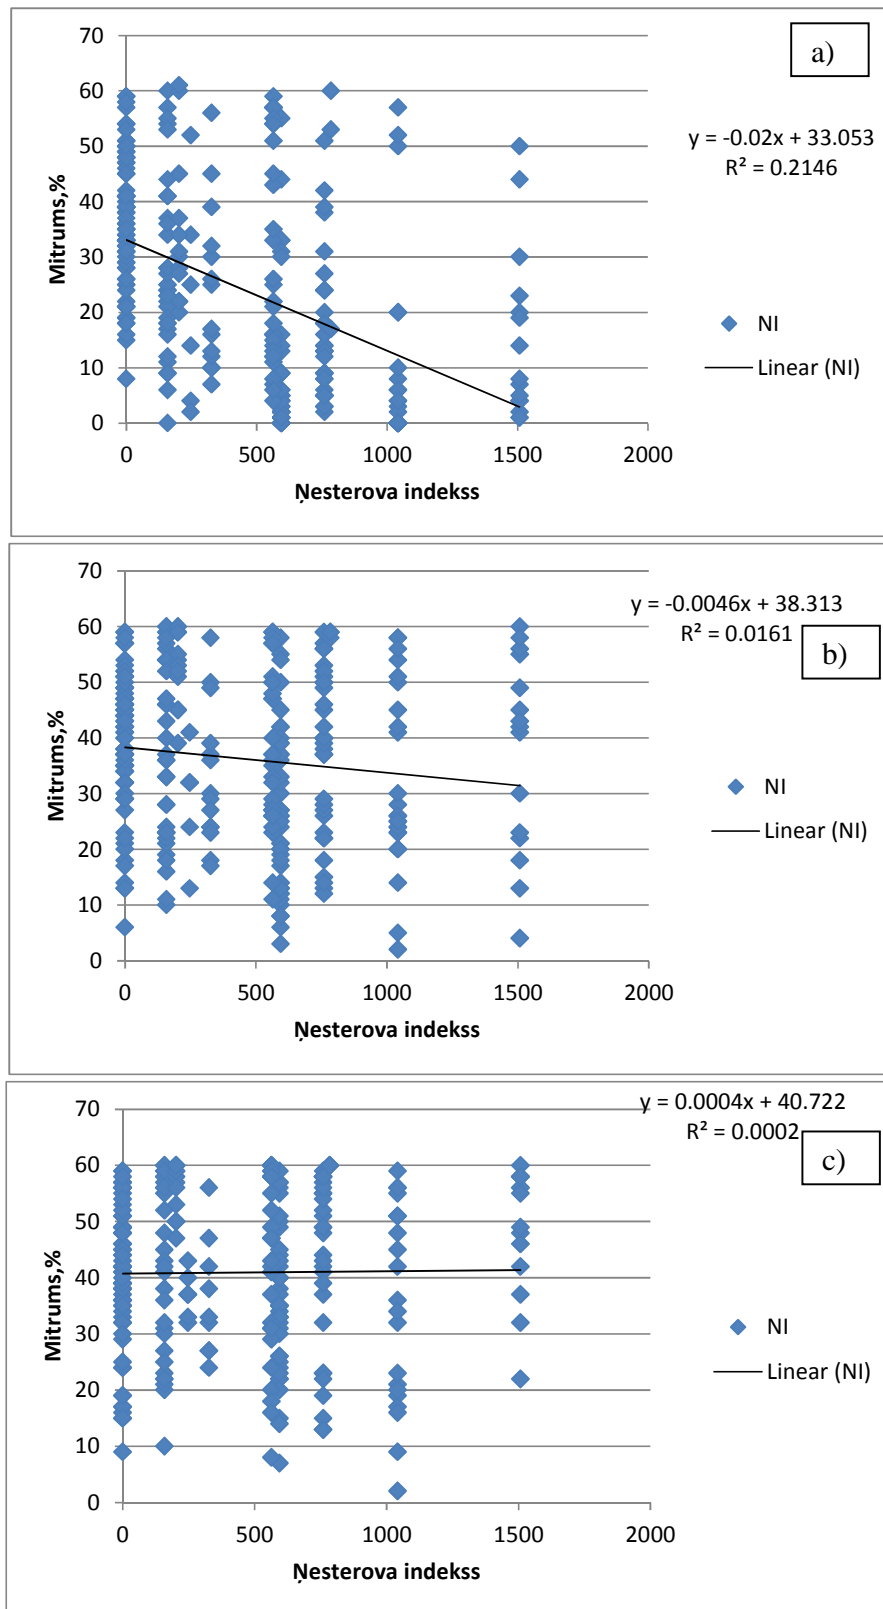 a)
y = -0.02x + 33.053
R² = 0.2146
70
60
50
40
30
20
10
0
Mitrums,%
0 500 1000 1500 2000
Ņesterova indekss
NI
Linear (NI)
y = -0.0046x + 38.313
R² = 0.0161
b)
70
60
50
40
30
20
10
0
Mitrums,%
0 500 1000 1500 2000
Ņesterova indekss
NI
Linear (NI)
y = 0.0004x + 40.722
R² = 0.0002
c)
70
60
50
40
30
20
10
0
Mitrums,%
0 500 1000 1500 2000
Ņesterova indekss
NI
Linear (NI)